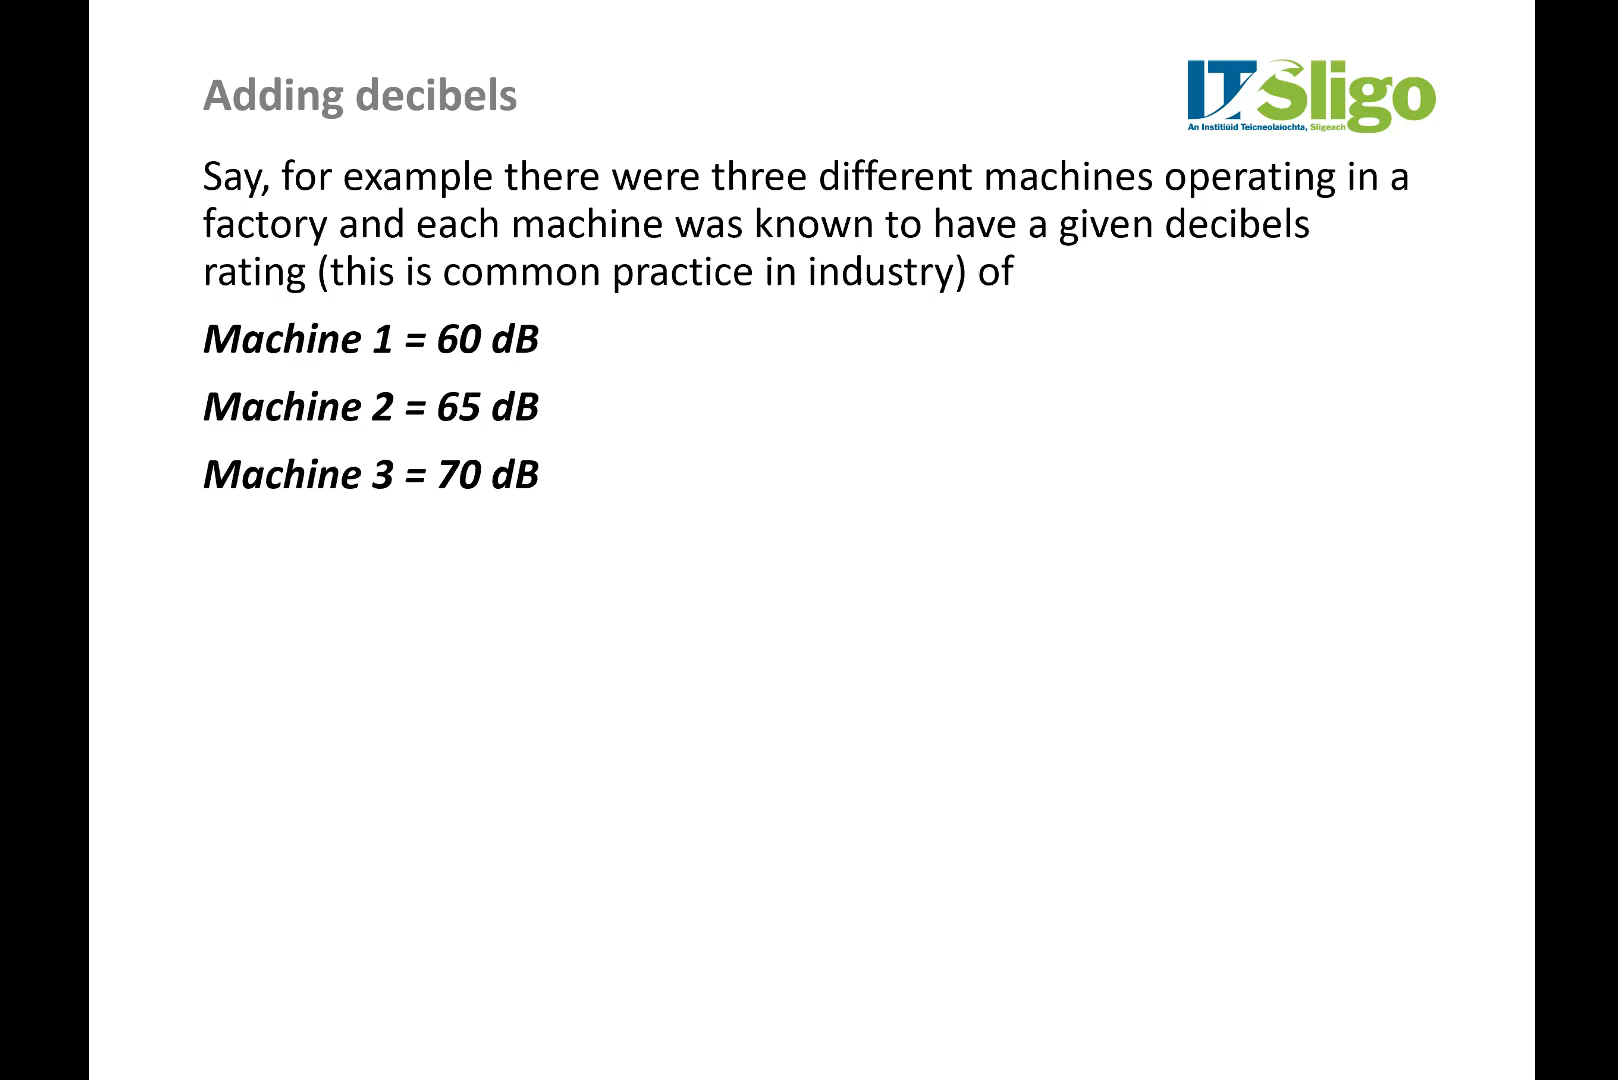 Adding decibels
ITSligo
An Institiúid Teicneolaíochta, Sligeach
Say, for example there were three different machines operating in a
factory and each machine was known to have a given decibels
rating (this is common practice in industry) of
Machine 1 = 60 dB
Machine 2 = 65 dB
Machine 3 = 70 dB